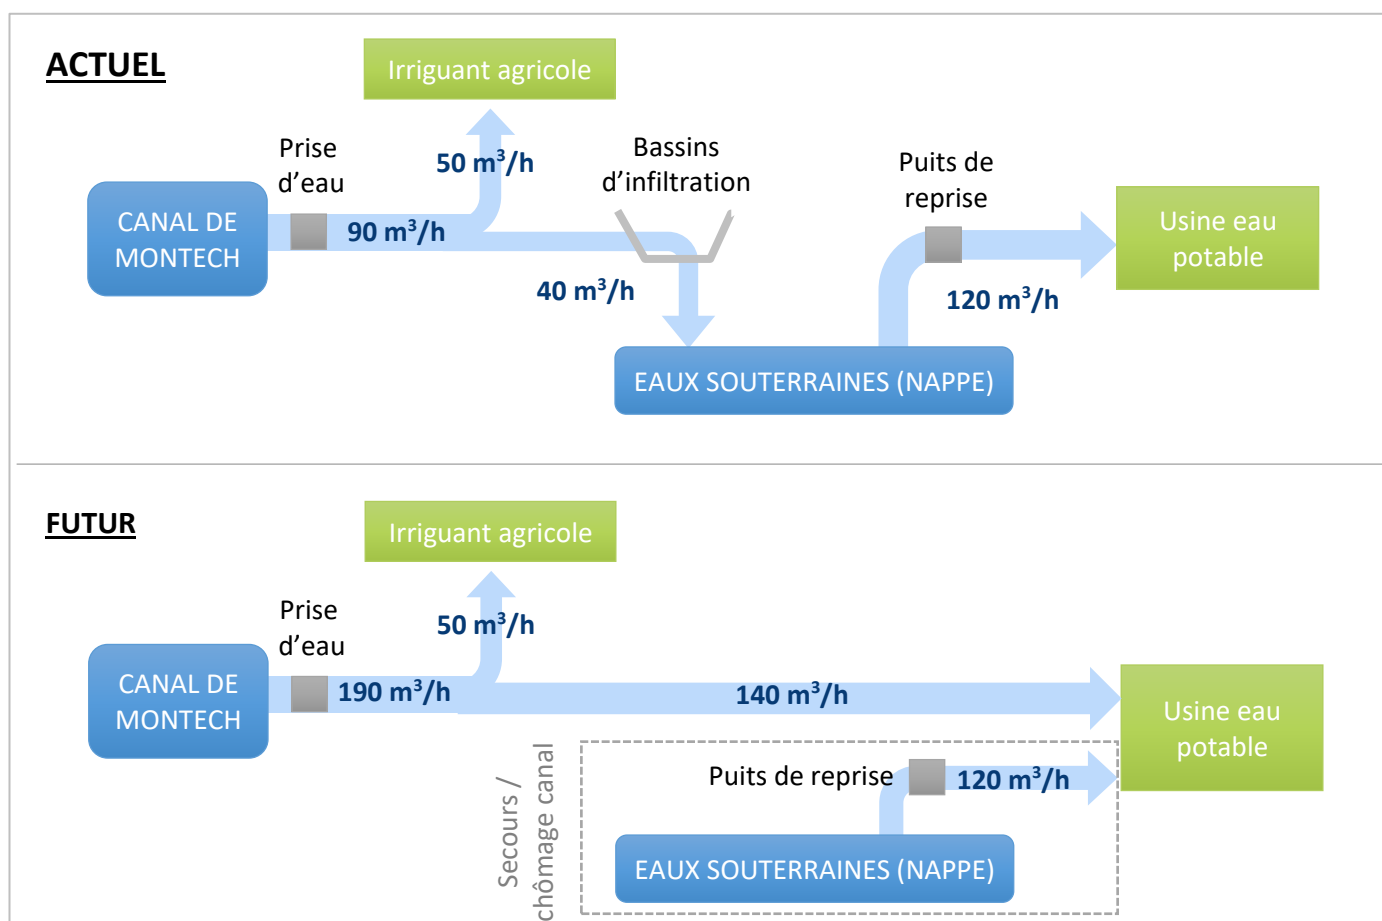 ACTUEL
Irriguant agricole
Prise
d’eau
50 m³/h
Bassins
d’infiltration
Puits de
reprise
CANAL DE
MONTECH
90 m³/h
Usine eau
potable
40 m³/h
120 m³/h
EAUX SOUTERRAINES (NAPPE)
FUTUR
Irriguant agricole
Prise
d’eau
50 m³/h
CANAL DE
MONTECH
190 m³/h
140 m³/h
Usine eau
potable
Secours /
chômage canal
Puits de reprise
120 m³/h
EAUX SOUTERRAINES (NAPPE)